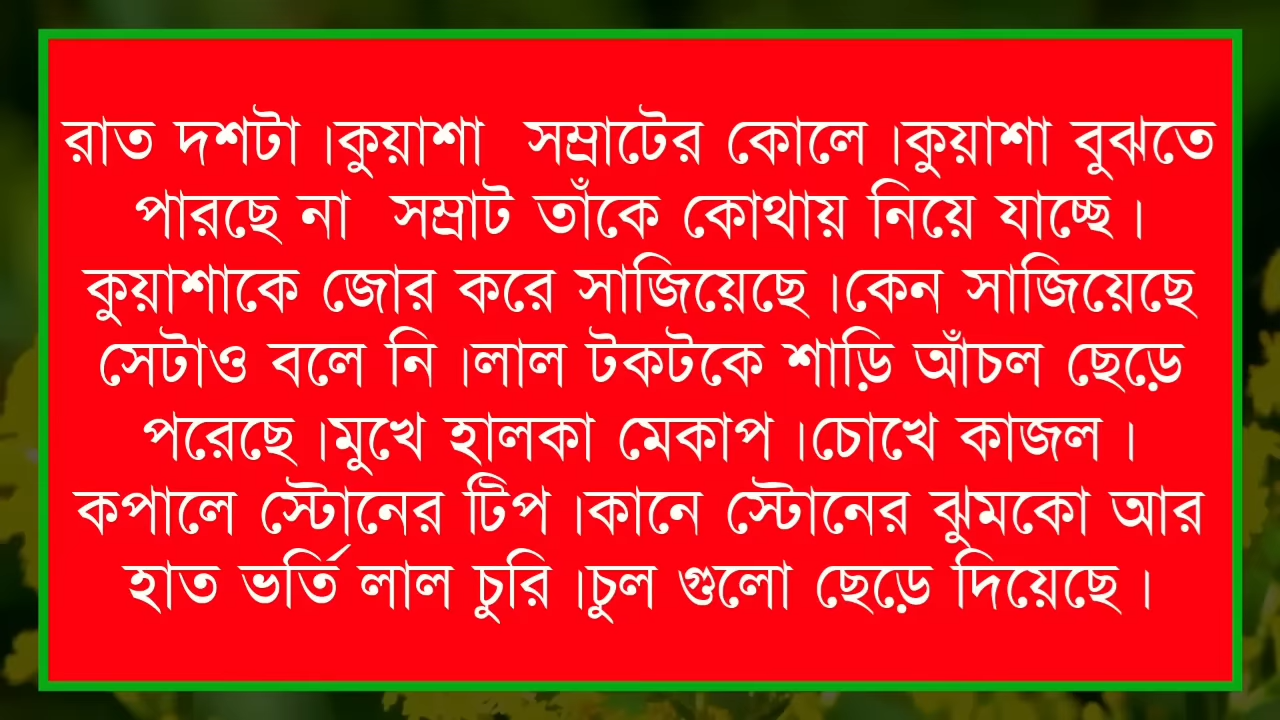 রাত দশটা ।কুয়াশা  সম্রাটের কোলে ।কুয়াশা বুঝতে
পারছে না  সম্রাট তাঁকে কোথায় নিয়ে যাচ্ছে ।
কুয়াশাকে জোর করে সাজিয়েছে ।কেন সাজিয়েছে
সেটাও বলে নি ।লাল টকটকে শাড়ি আঁচল ছেড়ে
পরেছে ।মুখে হালকা মেকাপ ।চোখে কাজল ।
কপালে স্টোনের টিপ ।কানে স্টোনের ঝুমকো আর
হাত ভর্তি লাল চুরি ।চুল গুলো ছেড়ে দিয়েছে ।